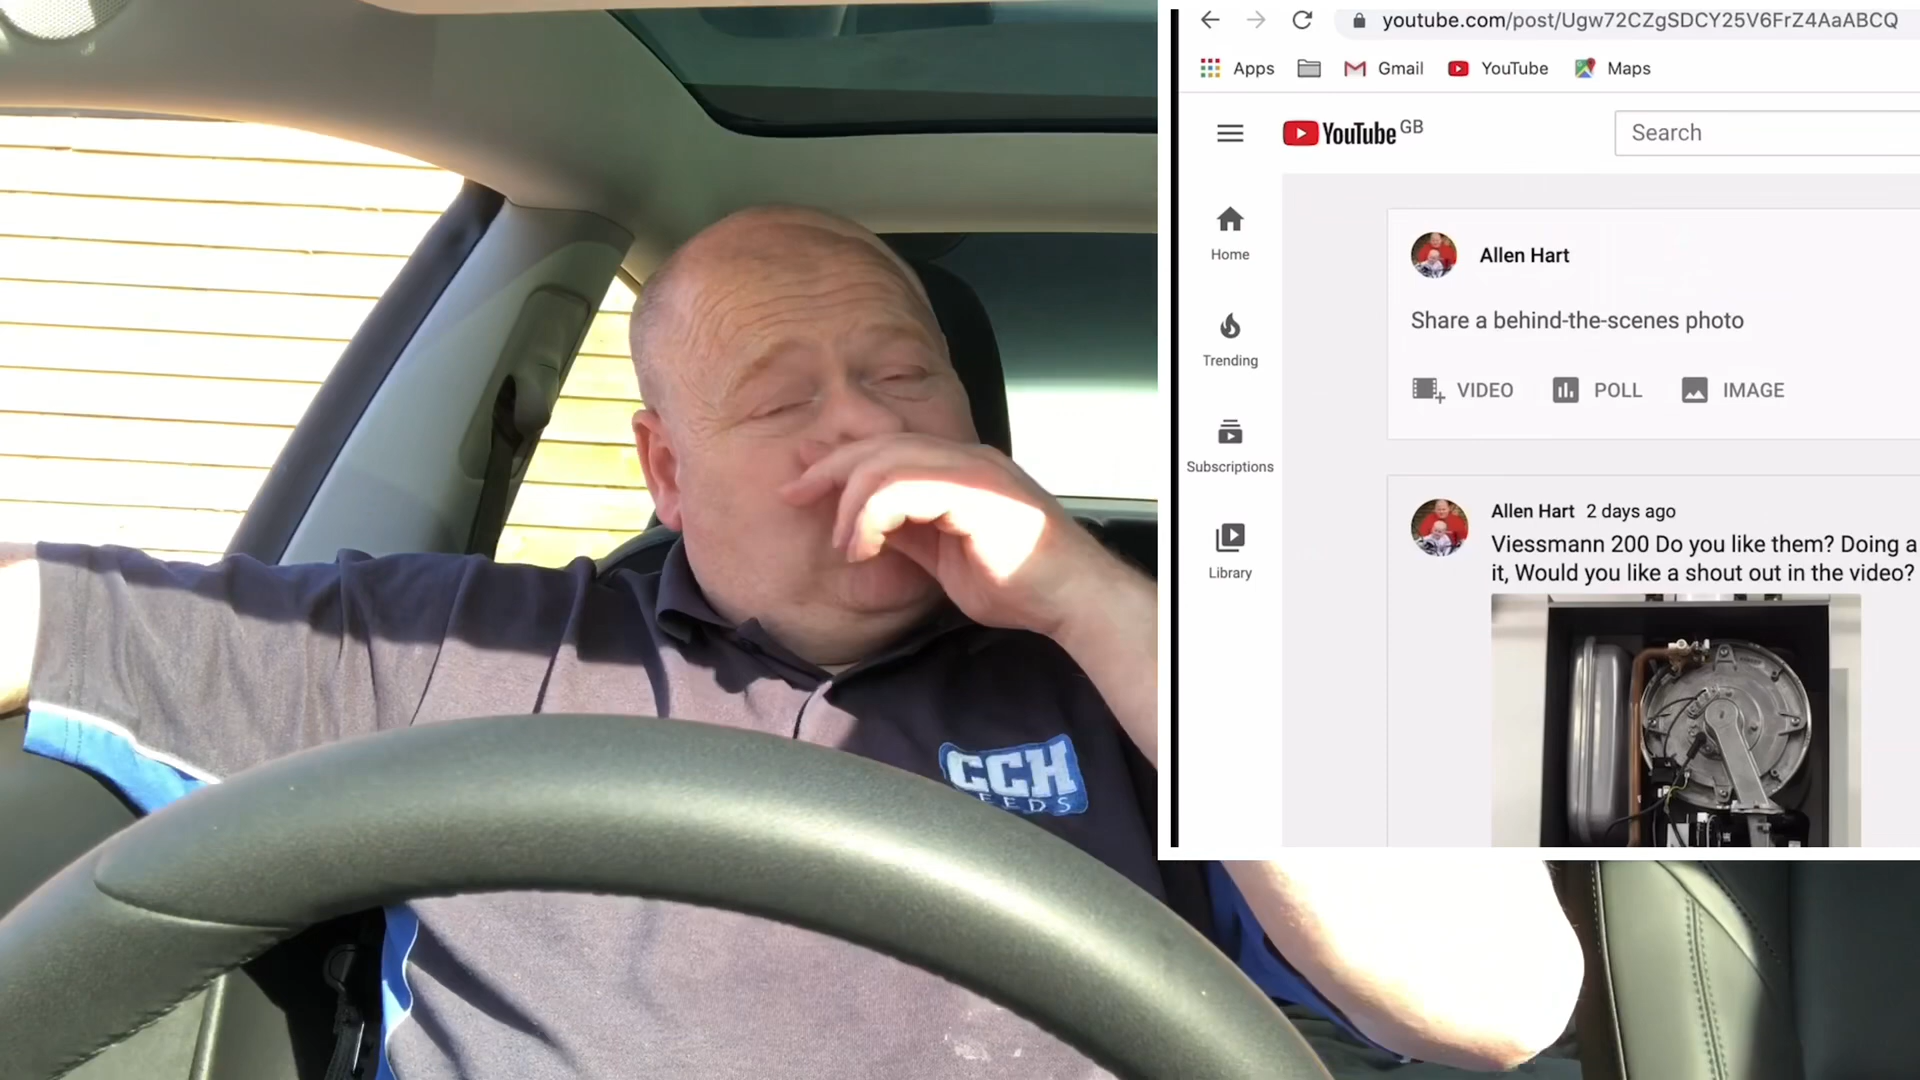 youtube.com/post/Ugw72CZgSDCY25V6FrZ4AaABCQ
Apps Gmail YouTube Maps
YouTube GB
Search
Home
Trending
Subscriptions
Library
Allen Hart
Share a behind-the-scenes photo
VIDEO POLL IMAGE
Allen Hart 2 days ago
Viessmann 200 Do you like them? Doing a
it, Would you like a shout out in the video?
GCH
EEDS